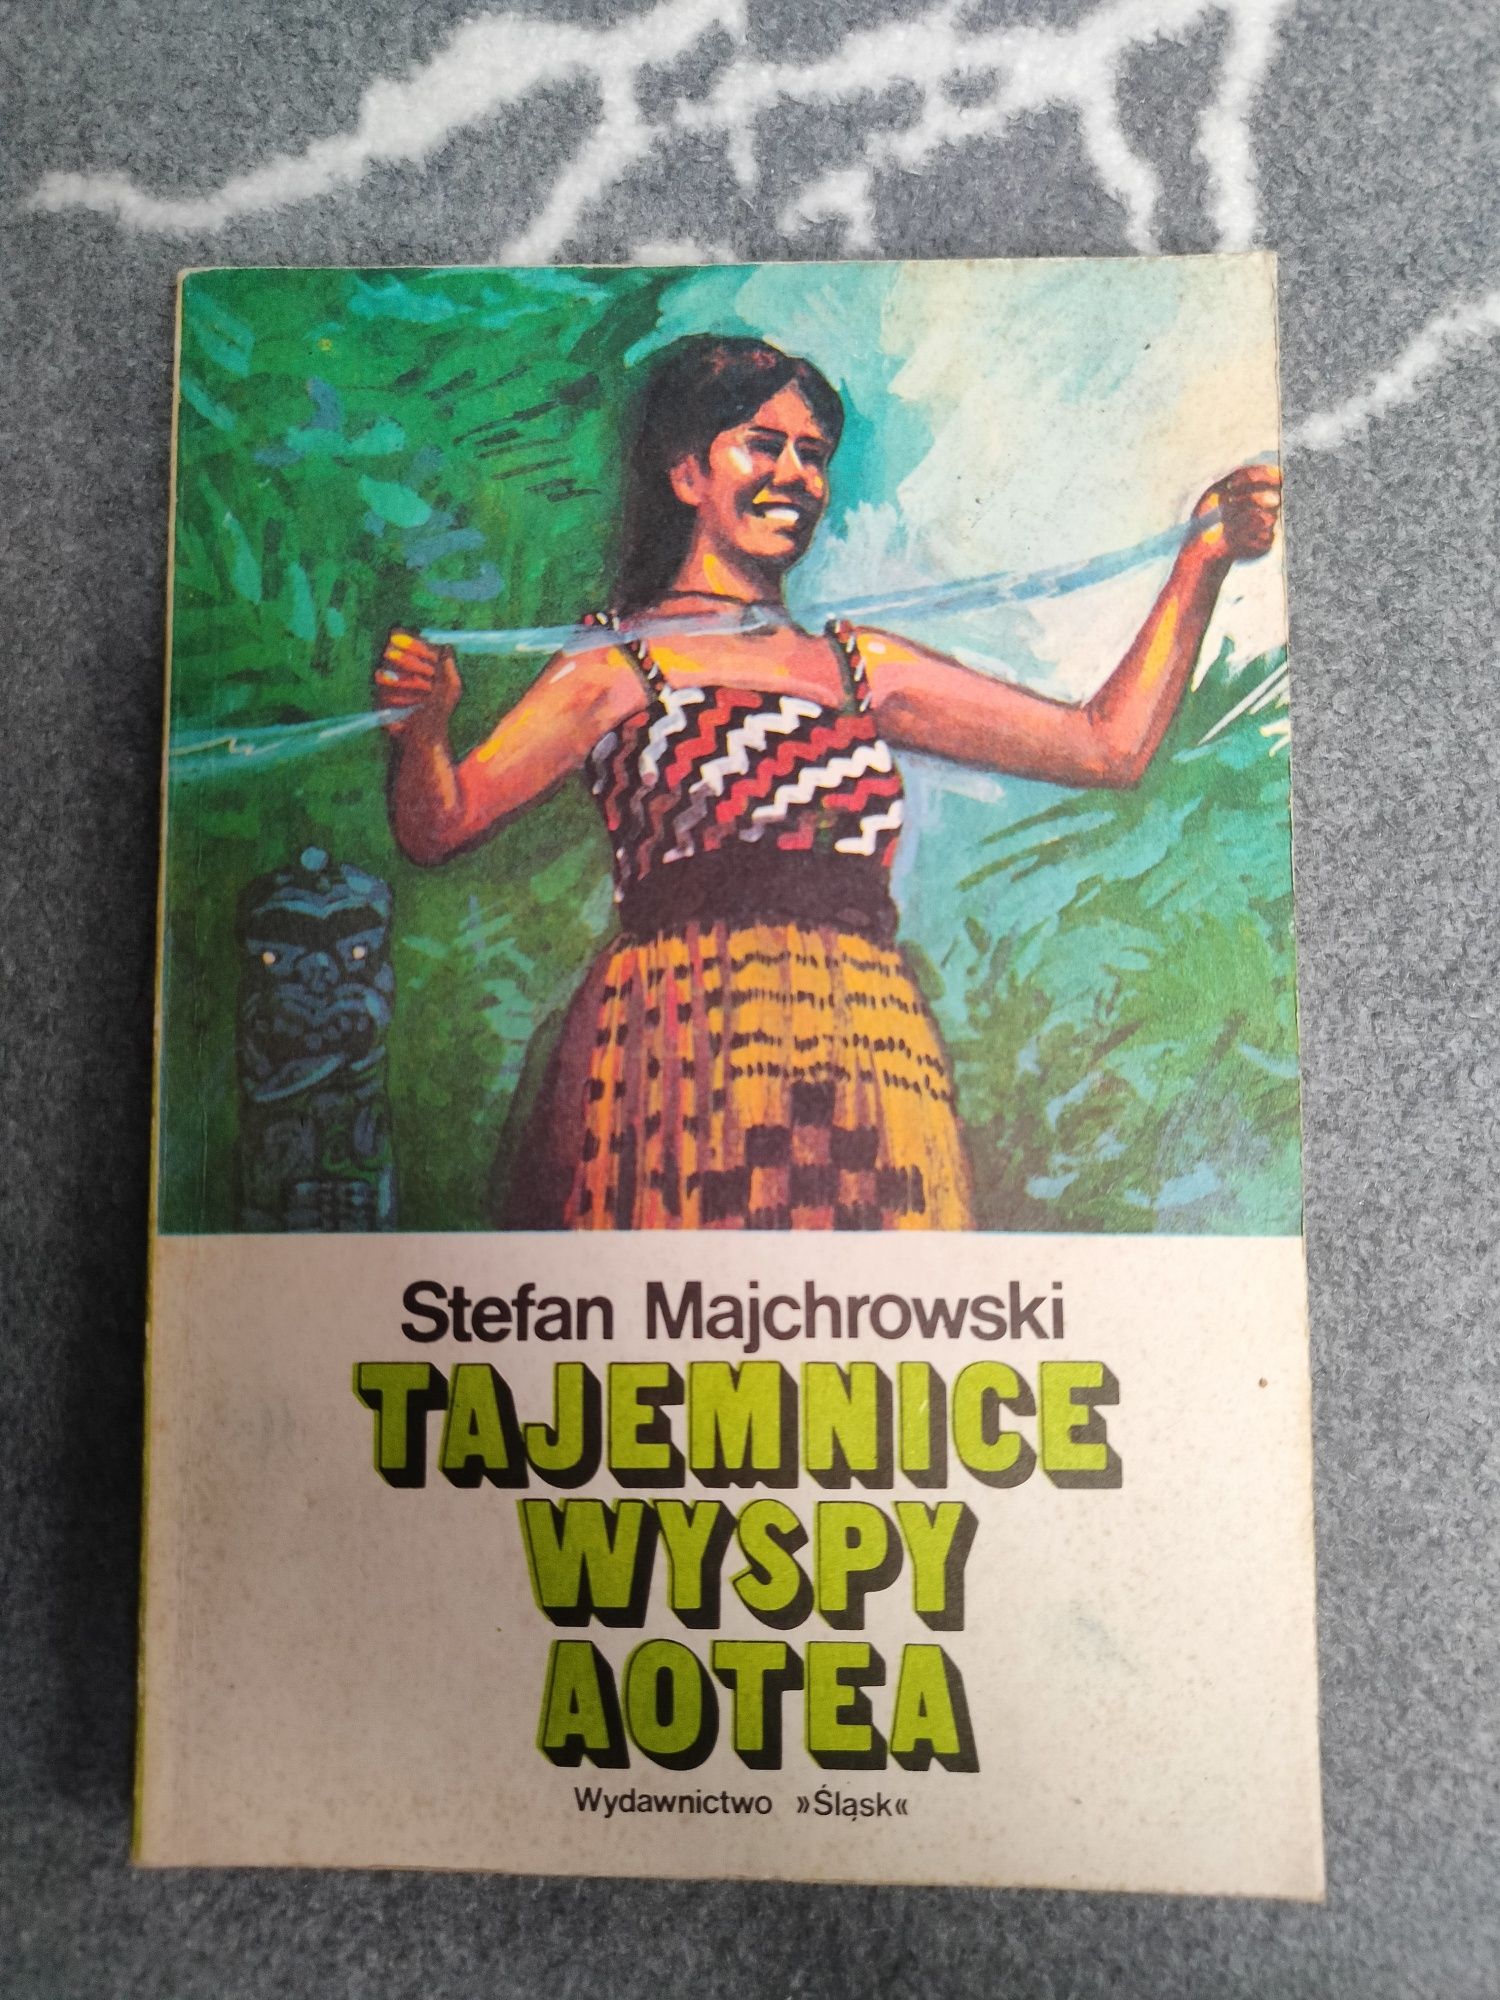 Stefan Majchrowski
TAJEMNICE
WYSPY
AOTEA
Wydawnictwo »Śląsk«